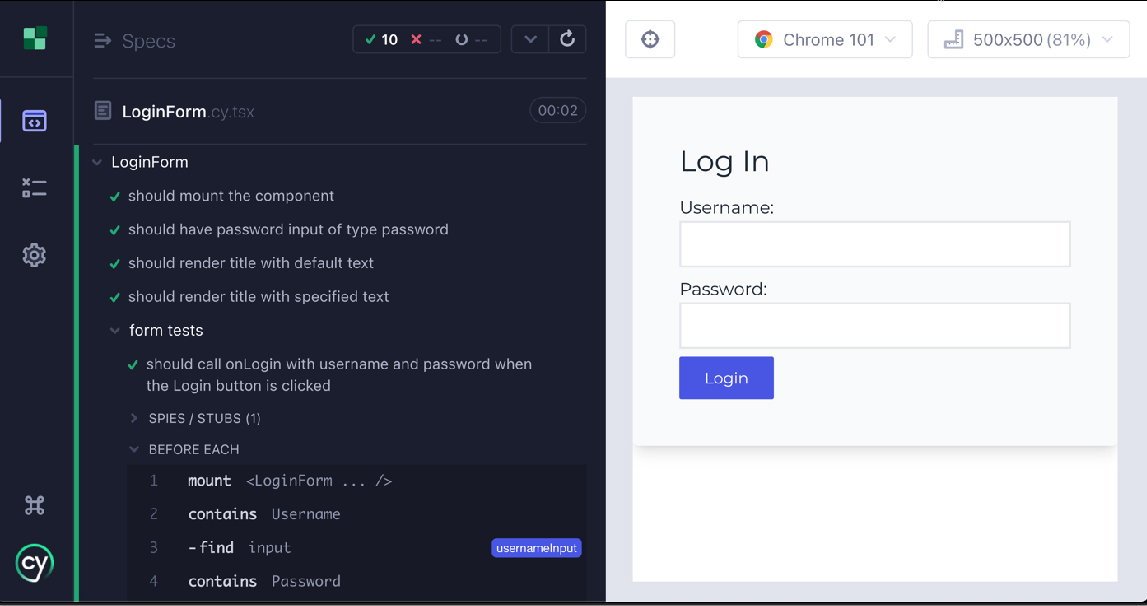 Specs
10 -- --
LoginForm.cy.tsx 00:02
LoginForm
should mount the component
should have password input of type password
should render title with default text
should render title with specified text
form tests
should call onLogin with username and password when
the Login button is clicked
SPIES / STUBS (1)
BEFORE EACH
1 mount <LoginForm ... />
2 contains Username
3 -find input usernameInput
4 contains Password
cy
Chrome 101 500x500 (81%)
Log In
Username:
Password:
Login